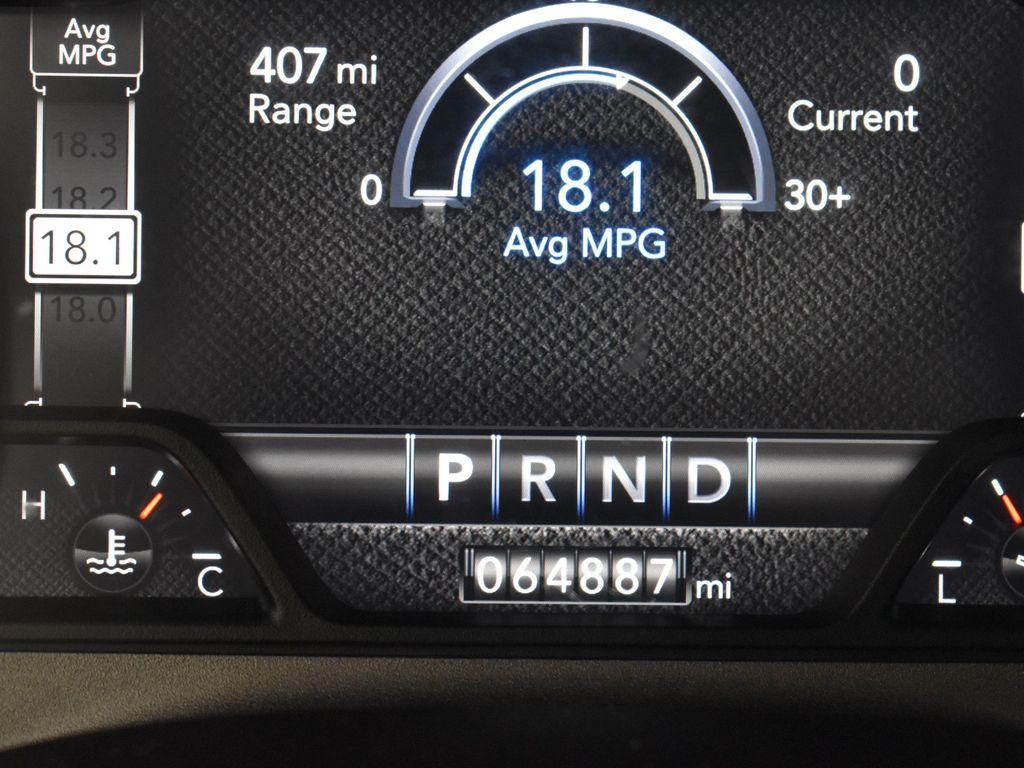 Avg
MPG
18.3
18.2
18.1
18.0
407 mi
Range
0
Current
0
30+
18.1
Avg MPG
P R N D
H
C
064887 mi
L